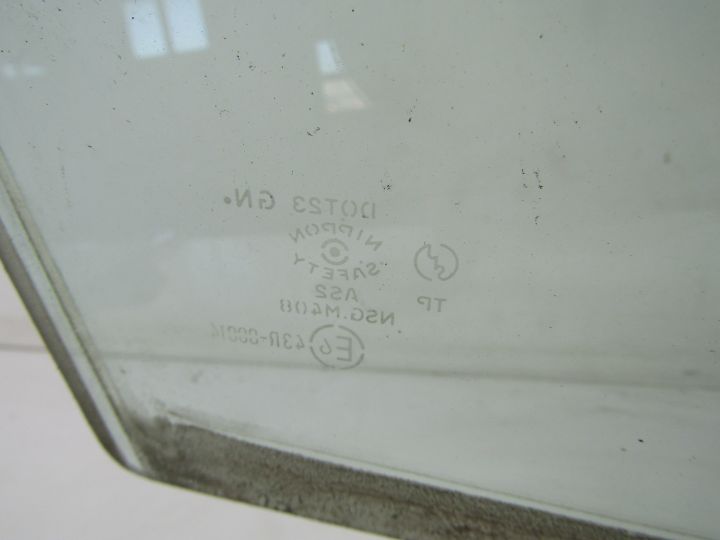 DOT23 GN.
NIPPON
SAFETY
AS2
NSG.M408
TP
E6 43R-00014